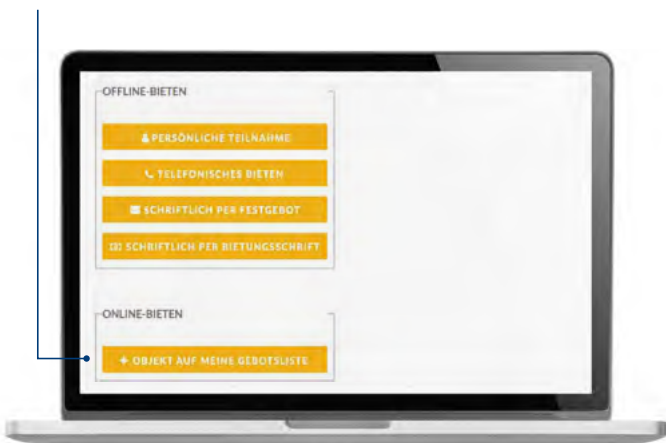 OFFLINE-BIETEN
PERSÖNLICHE TEILNAHME
TELEFONISCHES BIETEN
SCHRIFTLICH PER FESTGEBOT
SCHRIFTLICH PER BIETUNGSSCHRIFT
ONLINE-BIETEN
+ OBJEKT AUF MEINE GEBOTSLISTE